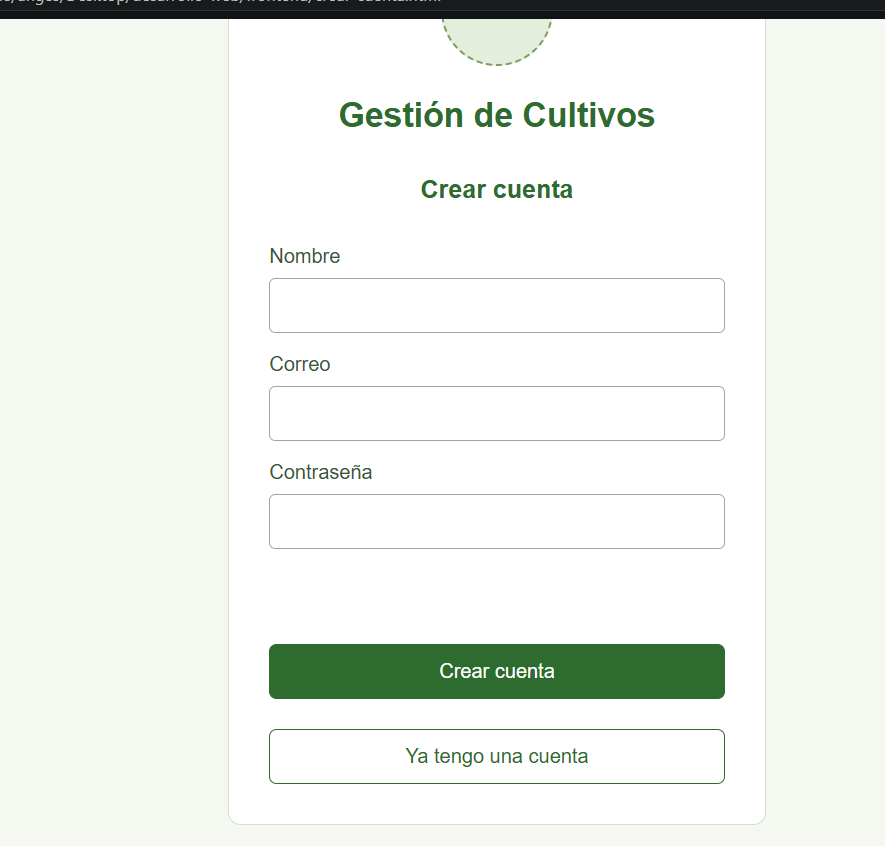 Gestión de Cultivos
Crear cuenta
Nombre
Correo
Contraseña
Crear cuenta
Ya tengo una cuenta